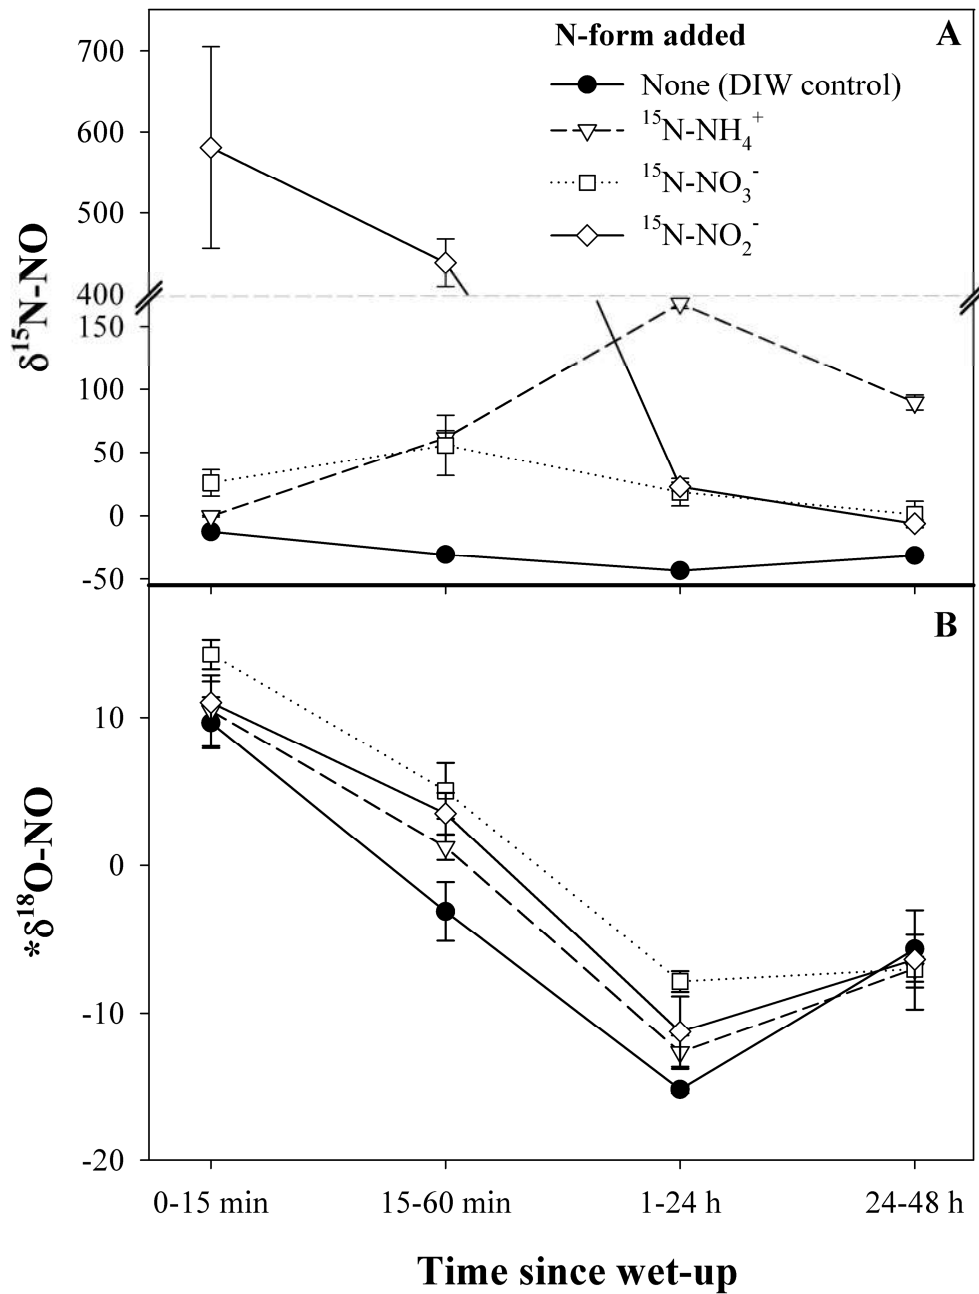 A
N-form added
None (DIW control)
¹⁵N-NH₄⁺
¹⁵N-NO₃⁻
¹⁵N-NO₂⁻
700
600
500
400
150
100
50
0
-50
δ¹⁵N-NO
B
10
0
-10
-20
*δ¹⁸O-NO
0-15 min 15-60 min 1-24 h 24-48 h
Time since wet-up